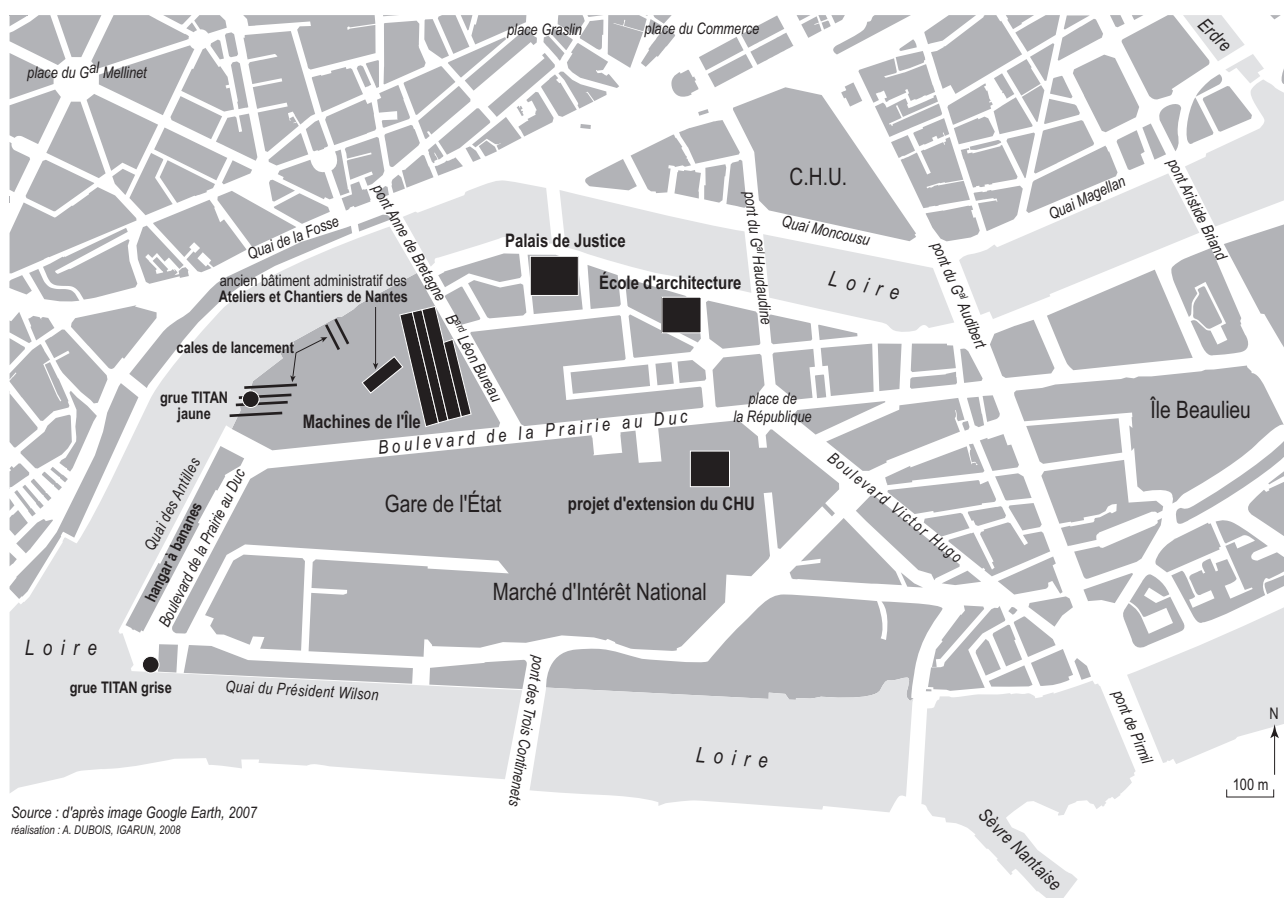 place Graslin
place du Commerce
Erdre
place du Gal Mellinet
C.H.U.
pont Anne de Bretagne
pont du Gal Haudaudine
Quai Moncousu
Quai Magellan
pont Aristide Briand
Quai de la Fosse
Palais de Justice
ancien bâtiment administratif des
Ateliers et Chantiers de Nantes
École d'architecture
Loire
pont du Gal Audibert
cales de lancement
Bard Léon Bureau
grue TITAN
jaune
Machines de l'Île
place de
la République
Île Beaulieu
Boulevard de la Prairie au Duc
Quai des Antilles
hangar à bananes
Boulevard de la Prairie au Duc
Gare de l'État
projet d'extension du CHU
Boulevard Victor Hugo
Marché d'Intérêt National
Loire
grue TITAN grise
Quai du Président Wilson
pont des Trois Continenets
Loire
pont de Pirmil
N
100 m
Source : d'après image Google Earth, 2007
réalisation : A. DUBOIS, IGARUN, 2008
Sèvre Nantaise